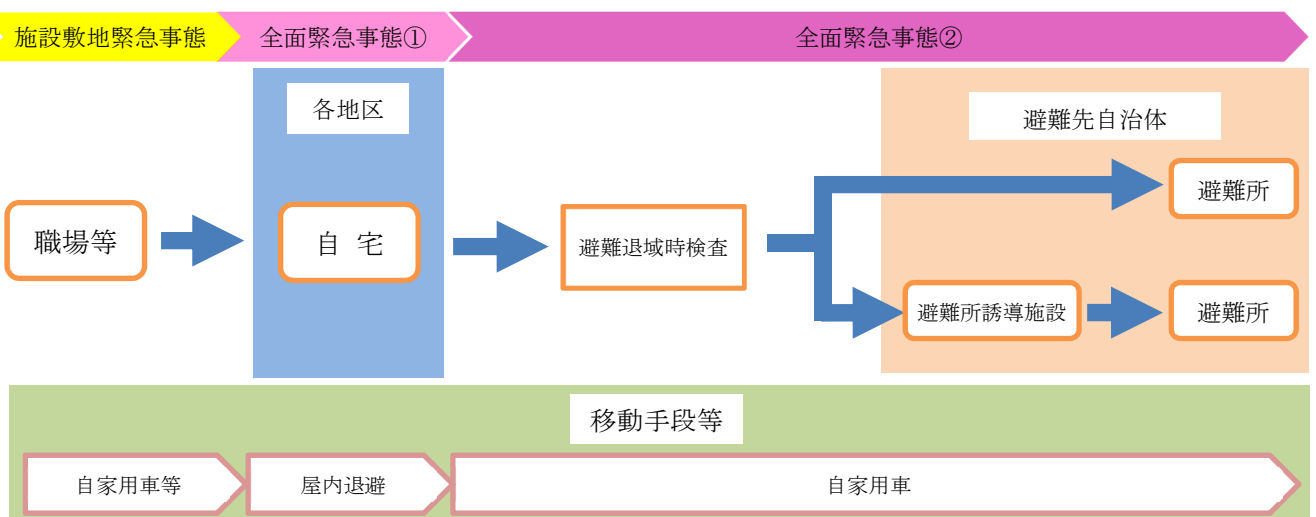 施設敷地緊急事態
全面緊急事態①
全面緊急事態②
各地区
避難先自治体
職場等
自 宅
避難退域時検査
避難所
避難所誘導施設
避難所
移動手段等
自家用車等
屋内退避
自家用車